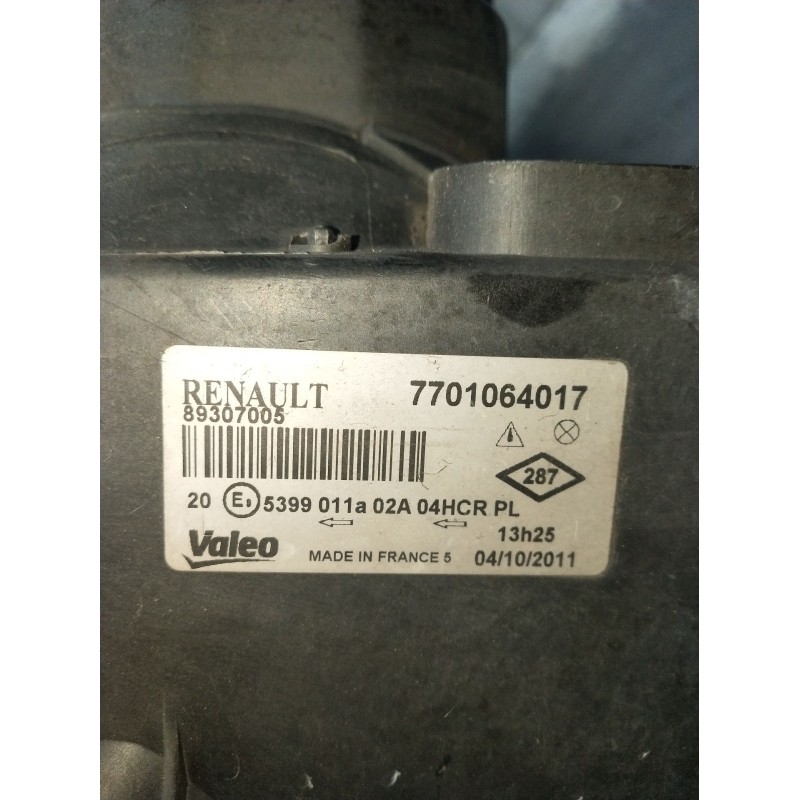 RENAULT 7701064017
89307005
287
20 E 5399 011a 02A 04HCR PL
13h25
Valeo MADE IN FRANCE 5 04/10/2011